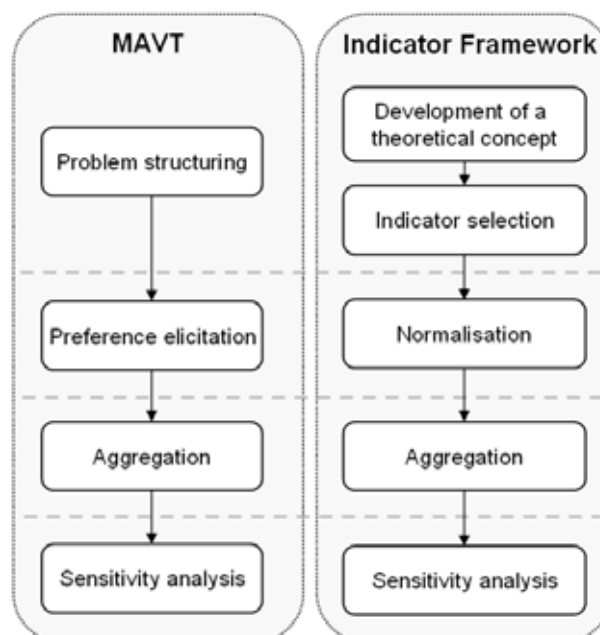 MAVT
Problem structuring
Preference elicitation
Aggregation
Sensitivity analysis
Indicator Framework
Development of a
theoretical concept
Indicator selection
Normalisation
Aggregation
Sensitivity analysis